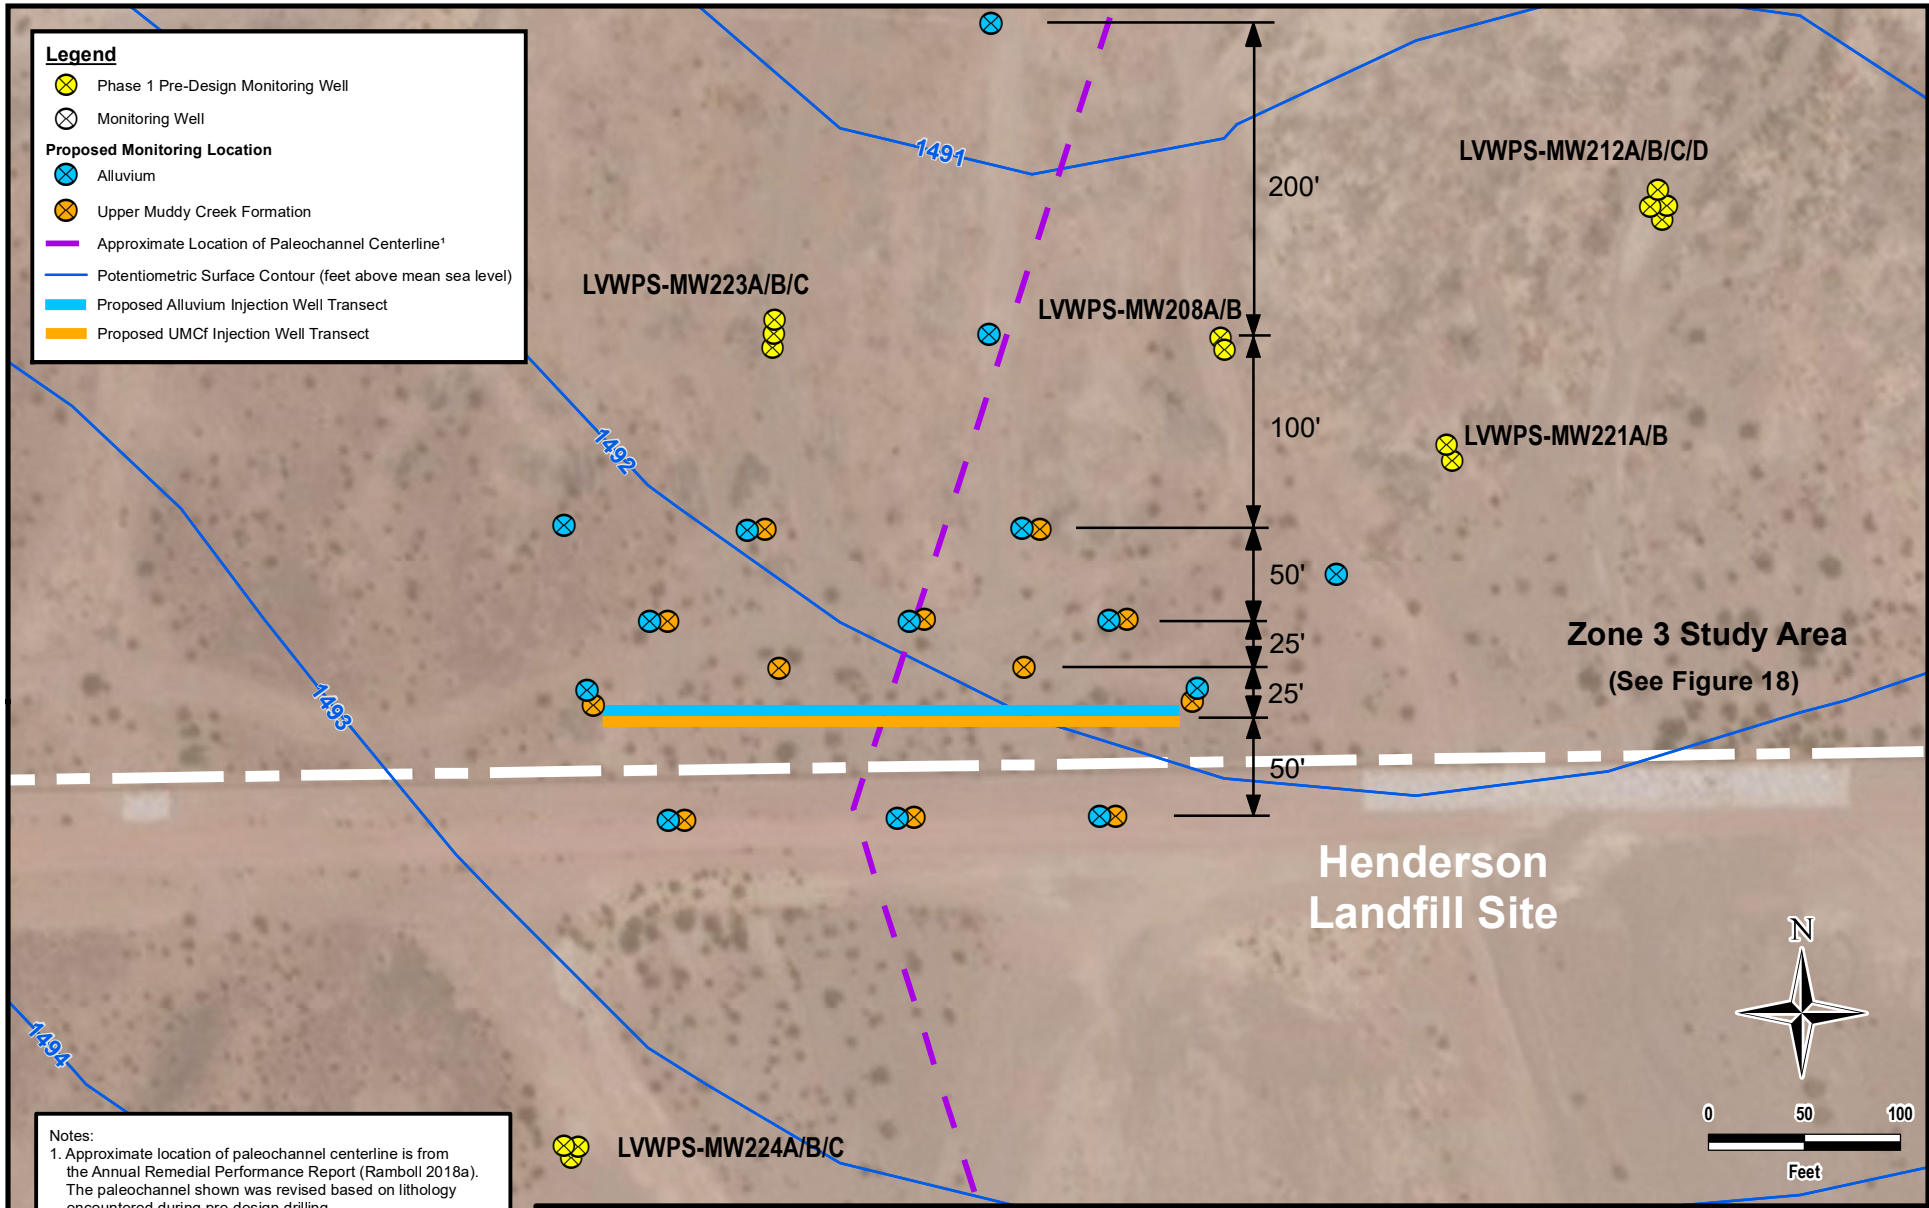 Legend
Phase 1 Pre-Design Monitoring Well
Monitoring Well
Proposed Monitoring Location
Alluvium
Upper Muddy Creek Formation
Approximate Location of Paleochannel Centerline¹
Potentiometric Surface Contour (feet above mean sea level)
Proposed Alluvium Injection Well Transect
Proposed UMCf Injection Well Transect
1491
LVWPS-MW212A/B/C/D
200'
LVWPS-MW223A/B/C
LVWPS-MW208A/B
100'
LVWPS-MW221A/B
1492
50'
25'
Zone 3 Study Area
(See Figure 18)
25'
1493
50'
Henderson
Landfill Site
N
1494
0 50 100
Feet
LVWPS-MW224A/B/C
Notes:
1. Approximate location of paleochannel centerline is from
the Annual Remedial Performance Report (Ramboll 2018a).
The paleochannel shown was revised based on lithology
encountered during pre-design drilling